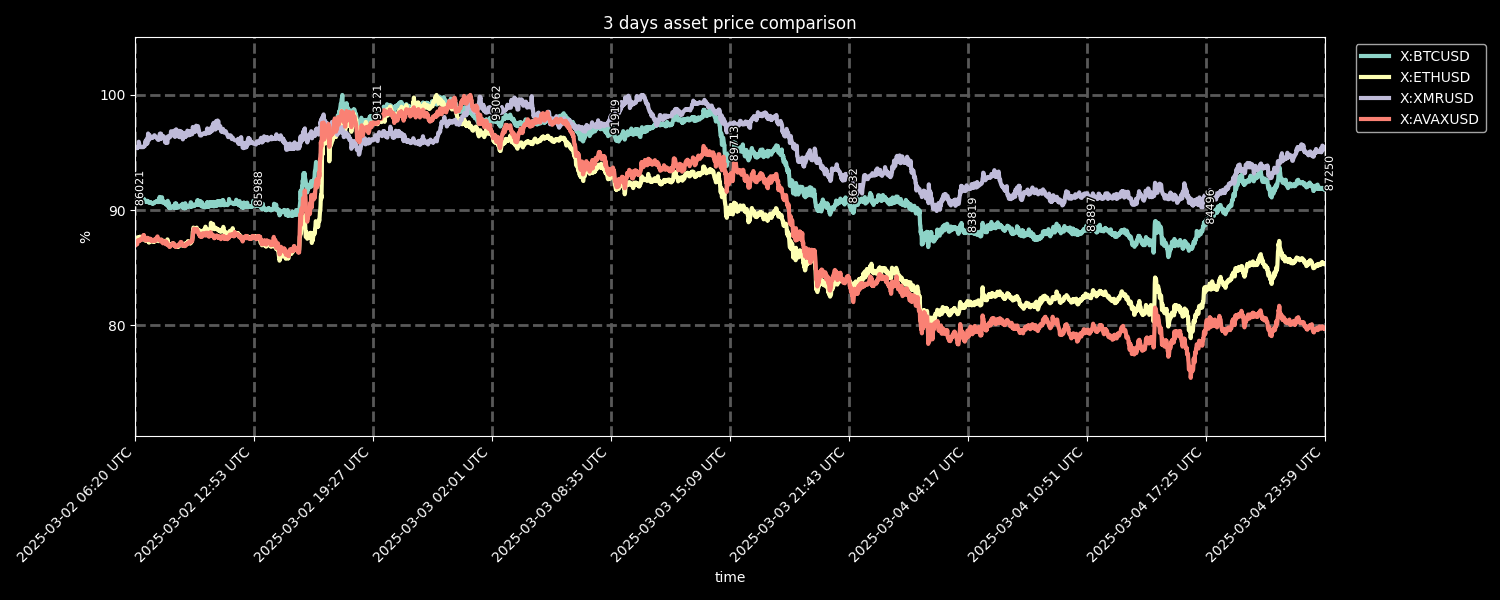 3 days asset price comparison
X:BTCUSD
X:ETHUSD
X:XMRUSD
X:AVAXUSD
100
90
80
%
86021
85988
93121
93062
91919
89713
86232
83819
83897
84496
87250
2025-03-02 06:20 UTC
2025-03-02 12:53 UTC
2025-03-02 19:27 UTC
2025-03-03 02:01 UTC
2025-03-03 08:35 UTC
2025-03-03 15:09 UTC
2025-03-03 21:43 UTC
2025-03-04 04:17 UTC
2025-03-04 10:51 UTC
2025-03-04 17:25 UTC
2025-03-04 23:59 UTC
time